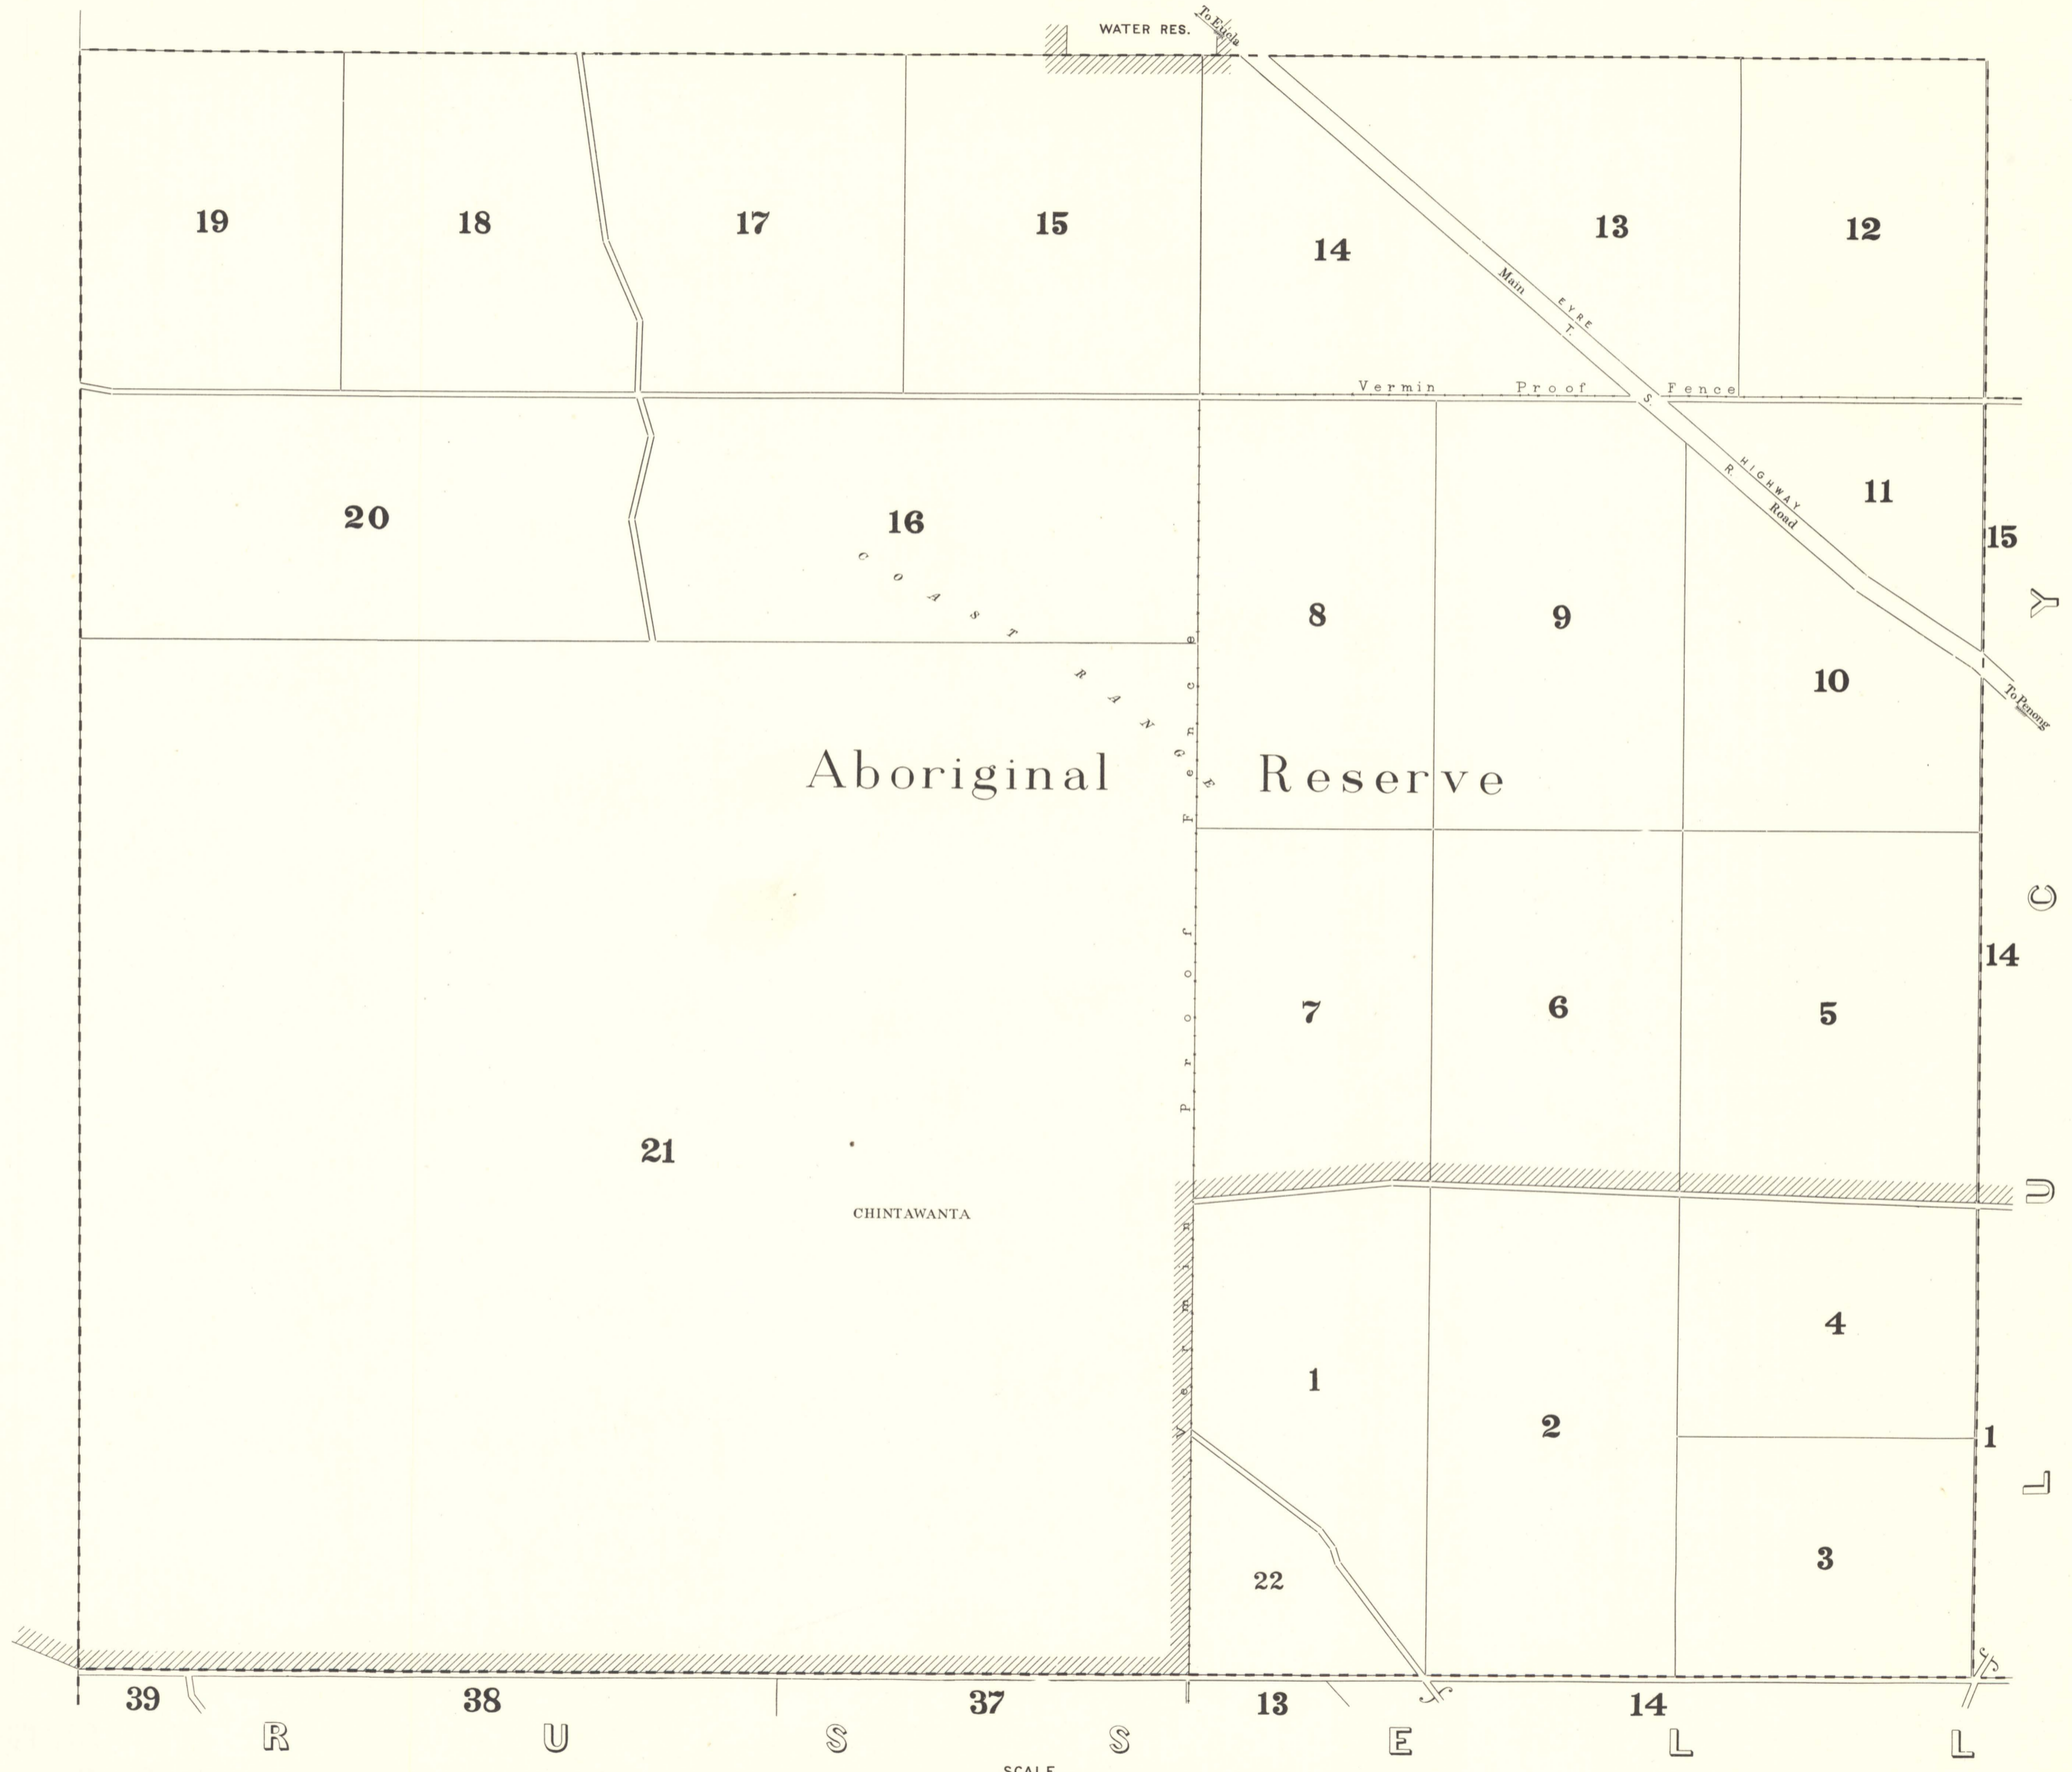 WATER RES.
To Eucla
19
18
17
15
14
13
12
Main
EYRE
T.
Vermin Proof Fence
S.
HIGHWAY
R.
Road
11
15
20
16
COAST RANGE
8
9
10
To Penong
Aboriginal Reserve
Vermin Proof Fence
7
6
5
14
21
CHINTAWANTA
1
2
4
3
1
22
LUCY
39
38
37
13
14
RUSSELL
SCALE